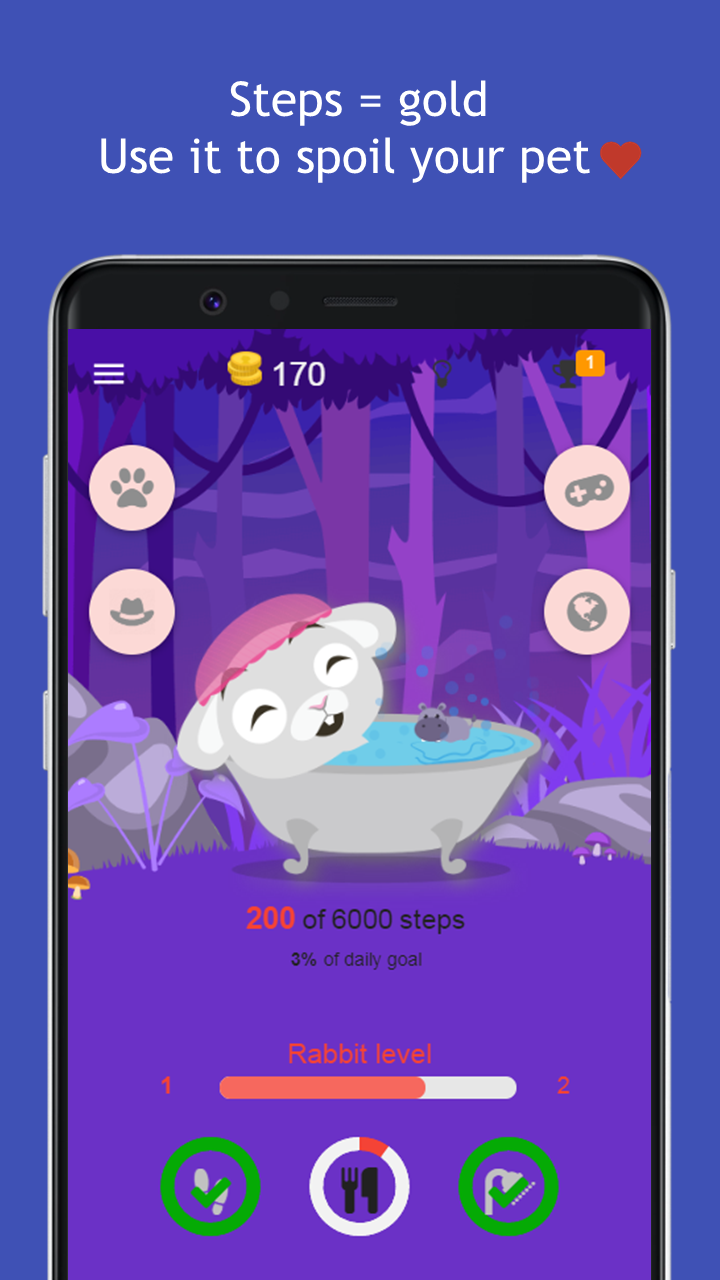 Steps = gold
Use it to spoil your pet
170
1
200 of 6000 steps
3% of daily goal
Rabbit level
1
2